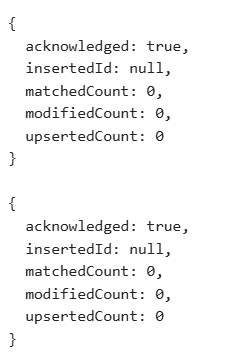 {
  acknowledged: true,
  insertedId: null,
  matchedCount: 0,
  modifiedCount: 0,
  upsertedCount: 0
}
{
  acknowledged: true,
  insertedId: null,
  matchedCount: 0,
  modifiedCount: 0,
  upsertedCount: 0
}